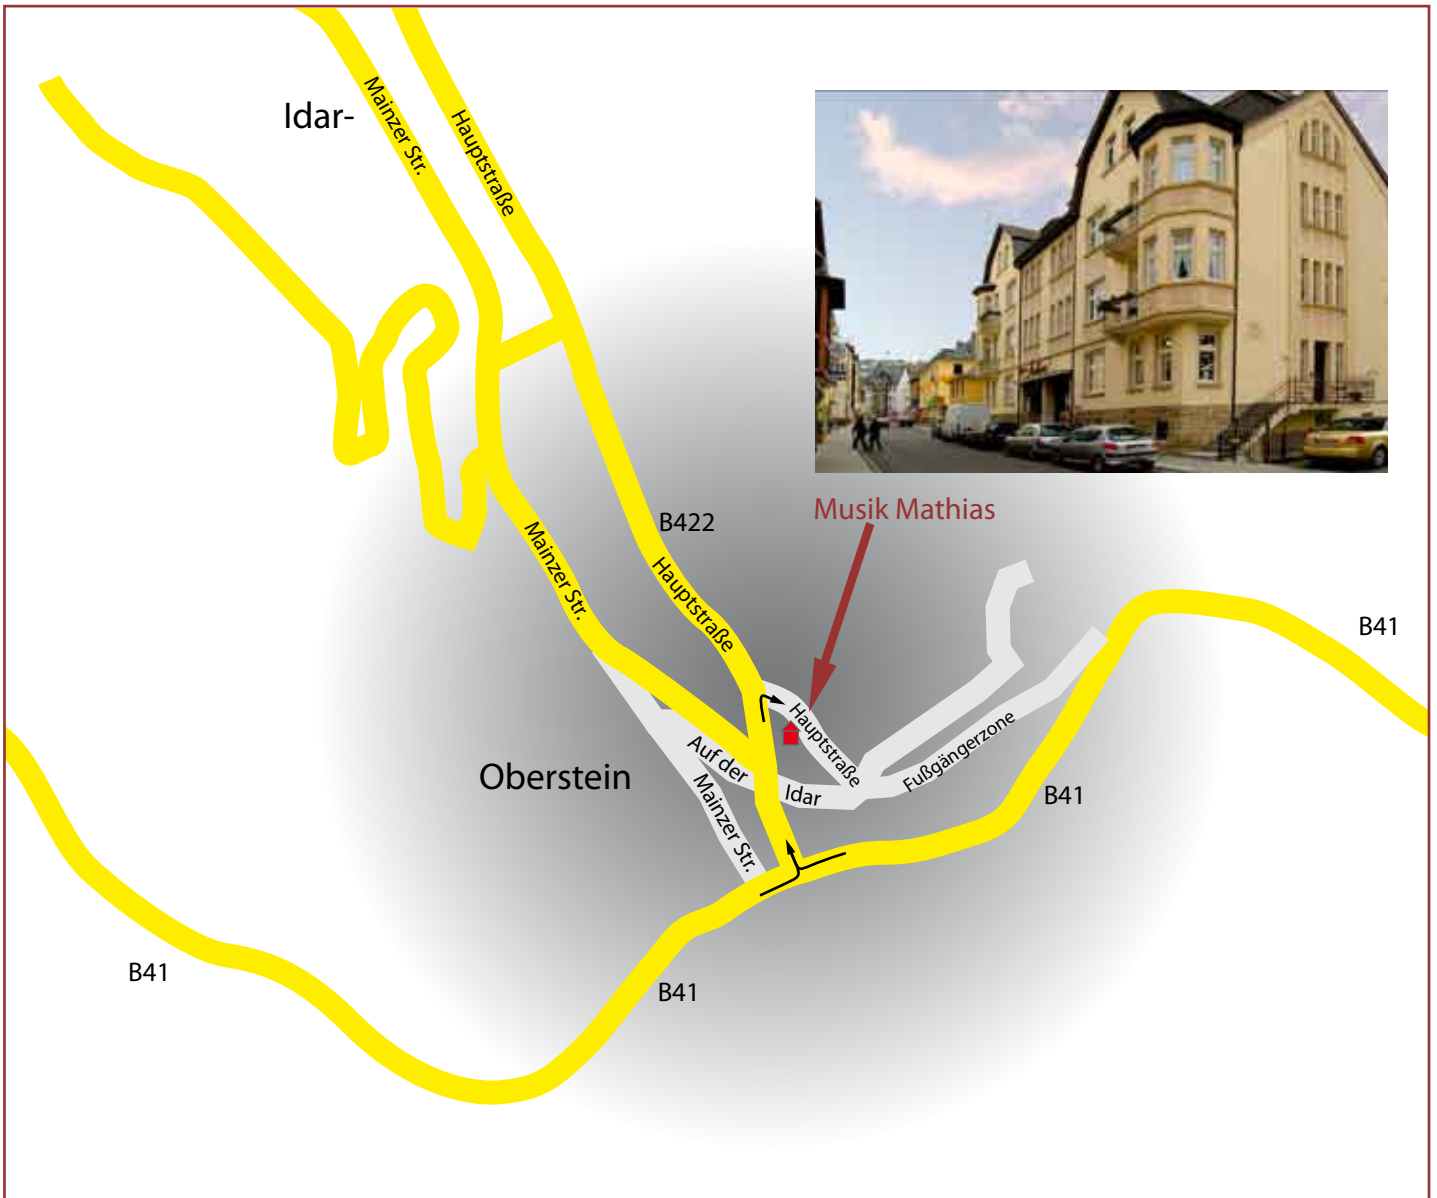 Idar-
Mainzer Str.
Hauptstraße
Musik Mathias
B422
Mainzer Str.
Hauptstraße
B41
Hauptstraße
Fußgängerzone
Auf der
Idar
Oberstein
Mainzer Str.
B41
B41
B41